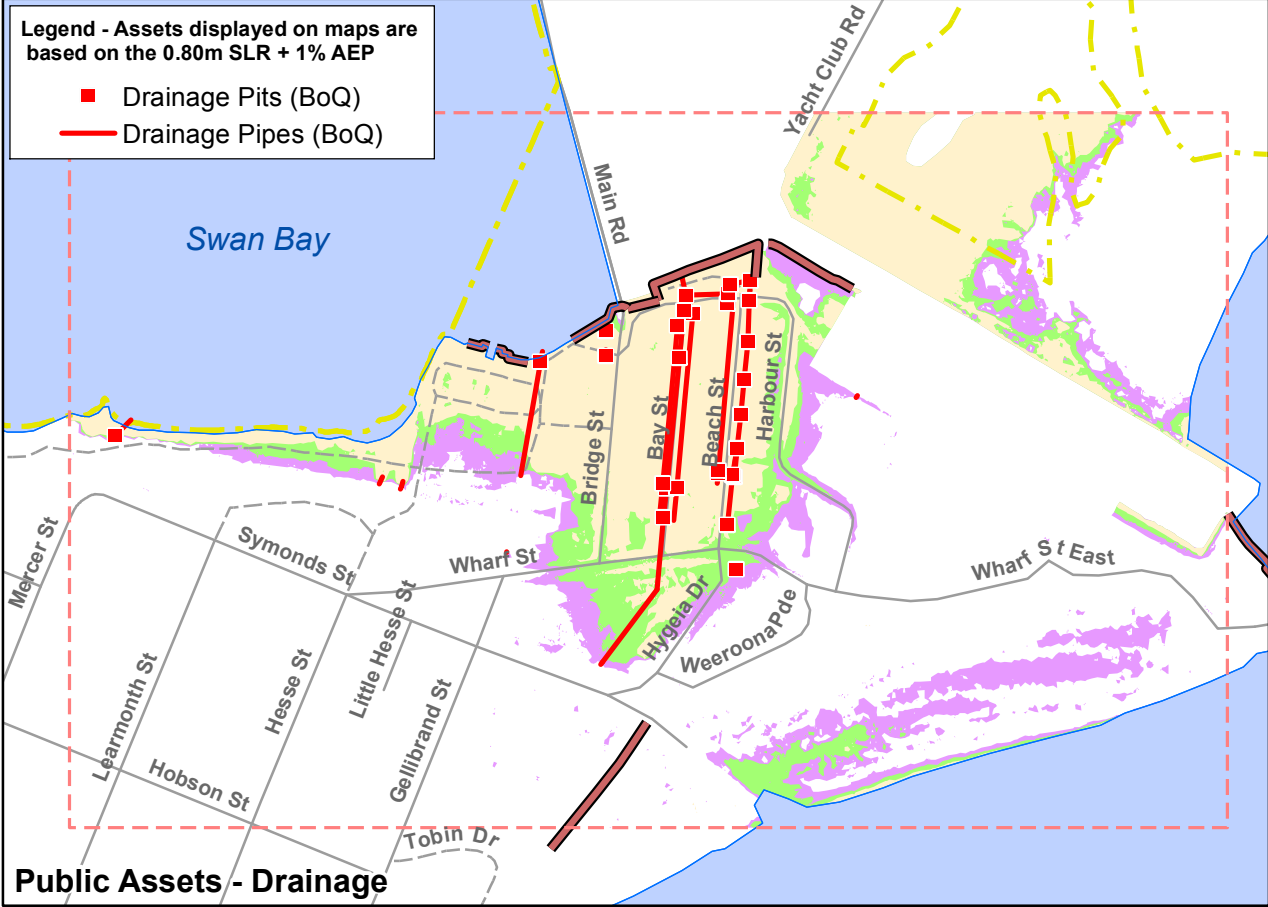 Legend - Assets displayed on maps are
based on the 0.80m SLR + 1% AEP
Drainage Pits (BoQ)
Drainage Pipes (BoQ)
Yacht Club Rd
Main Rd
Swan Bay
Bridge St
Bay St
Beach St
Harbour St
Mercer St
Symonds St
Wharf St
Wharf St East
Hygeia Dr
Weeroona Pde
Learmonth St
Hesse St
Little Hesse St
Gellibrand St
Hobson St
Tobin Dr
Public Assets - Drainage